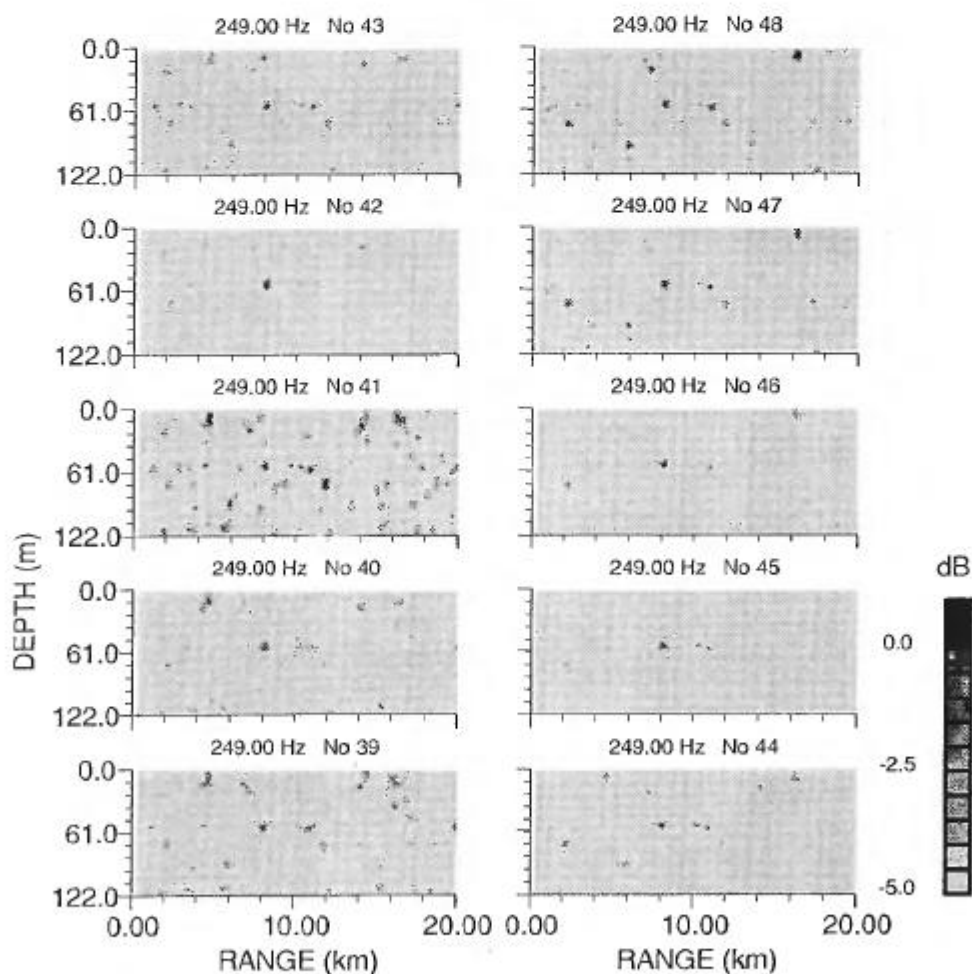 249.00 Hz No 43
249.00 Hz No 48
0.0
61.0
122.0
249.00 Hz No 42
249.00 Hz No 47
0.0
61.0
122.0
249.00 Hz No 41
249.00 Hz No 46
0.0
61.0
122.0
249.00 Hz No 40
249.00 Hz No 45
0.0
61.0
122.0
249.00 Hz No 39
249.00 Hz No 44
0.0
61.0
122.0
DEPTH (m)
0.00 10.00 20.00
0.00 10.00 20.00
RANGE (km)
RANGE (km)
dB
0.0
-2.5
-5.0